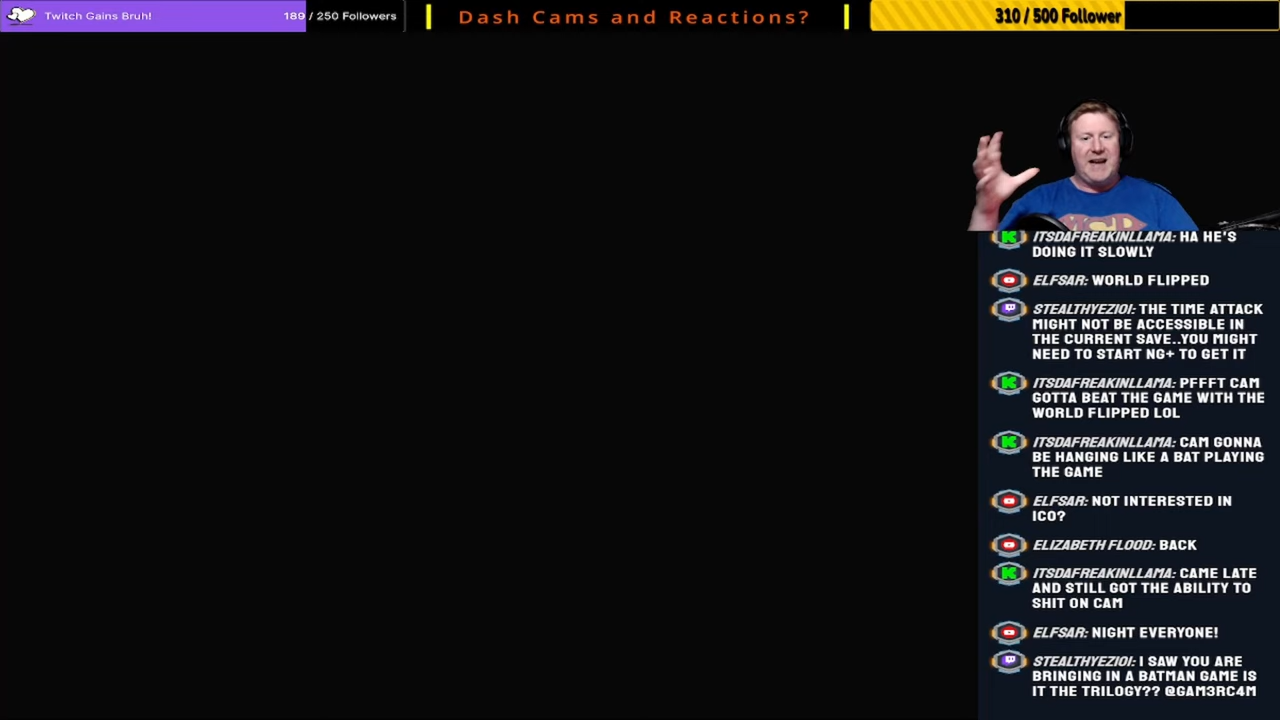 Twitch Gains Bruh! 189 / 250 Followers
Dash Cams and Reactions?
310 / 500 Follower
ITSDAFREAKINLLAMA: HA HE'S
DOING IT SLOWLY
ELFSAR: WORLD FLIPPED
STEALTHYEZIO1: THE TIME ATTACK
MIGHT NOT BE ACCESSIBLE IN
THE CURRENT SAVE..YOU MIGHT
NEED TO START NG+ TO GET IT
ITSDAFREAKINLLAMA: PFFFT CAM
GOTTA BEAT THE GAME WITH THE
WORLD FLIPPED LOL
ITSDAFREAKINLLAMA: CAM GONNA
BE HANGING LIKE A BAT PLAYING
THE GAME
ELFSAR: NOT INTERESTED IN
ICO?
ELIZABETH FLOOD: BACK
ITSDAFREAKINLLAMA: CAME LATE
AND STILL GOT THE ABILITY TO
SHIT ON CAM
ELFSAR: NIGHT EVERYONE!
STEALTHYEZIO1: I SAW YOU ARE
BRINGING IN A BATMAN GAME IS
IT THE TRILOGY?? @GAM3RC4M